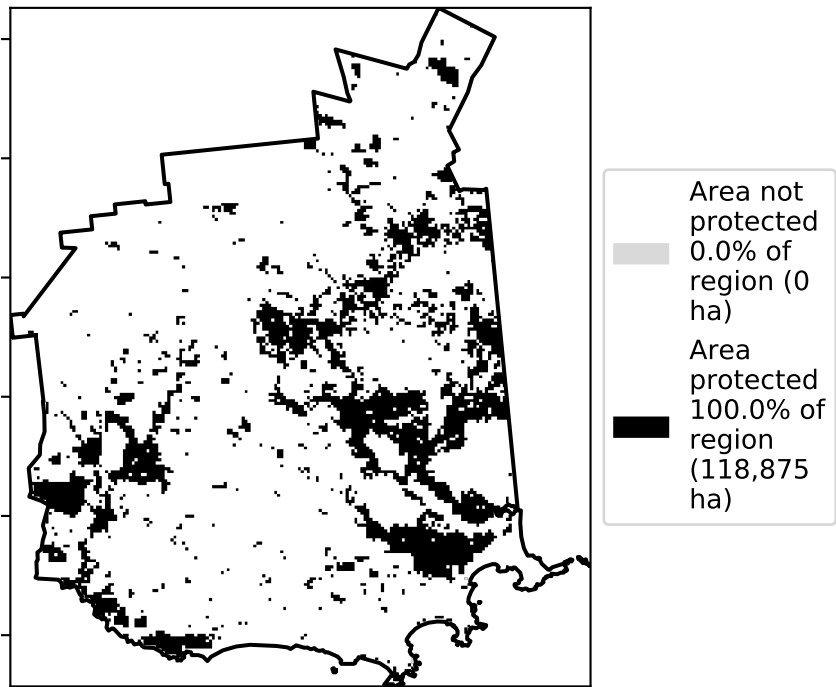 Area not
protected
0.0% of
region (0
ha)
Area
protected
100.0% of
region
(118,875
ha)